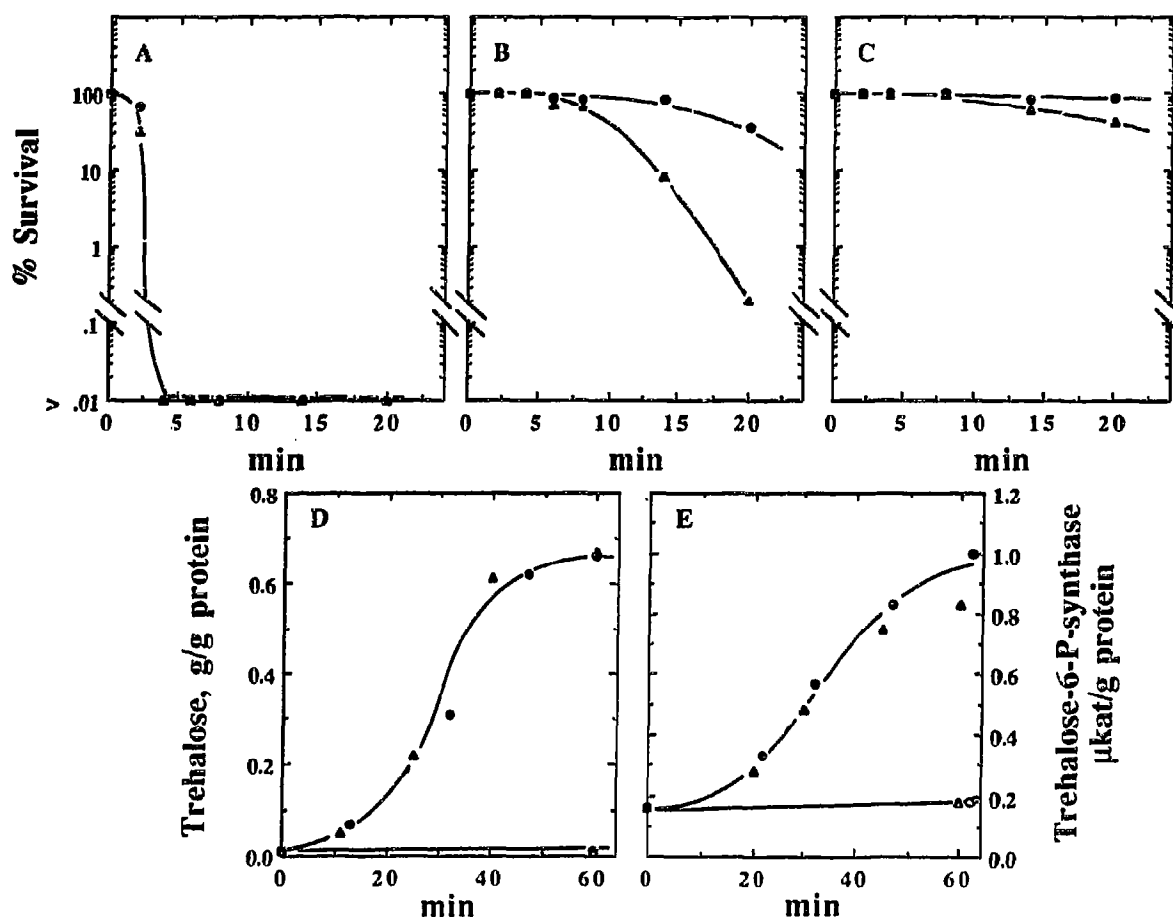 A
B
C
% Survival
100
10
1
.1
v .01
0 5 10 15 20
0 5 10 15 20
0 5 10 15 20
min
min
min
D
E
Trehalose, g/g protein
0.8
0.6
0.4
0.2
0.0
0 20 40 60
min
0 20 40 60
min
1.2
1.0
0.8
0.6
0.4
0.2
0.0
Trehalose-6-P-synthase
μkat/g protein